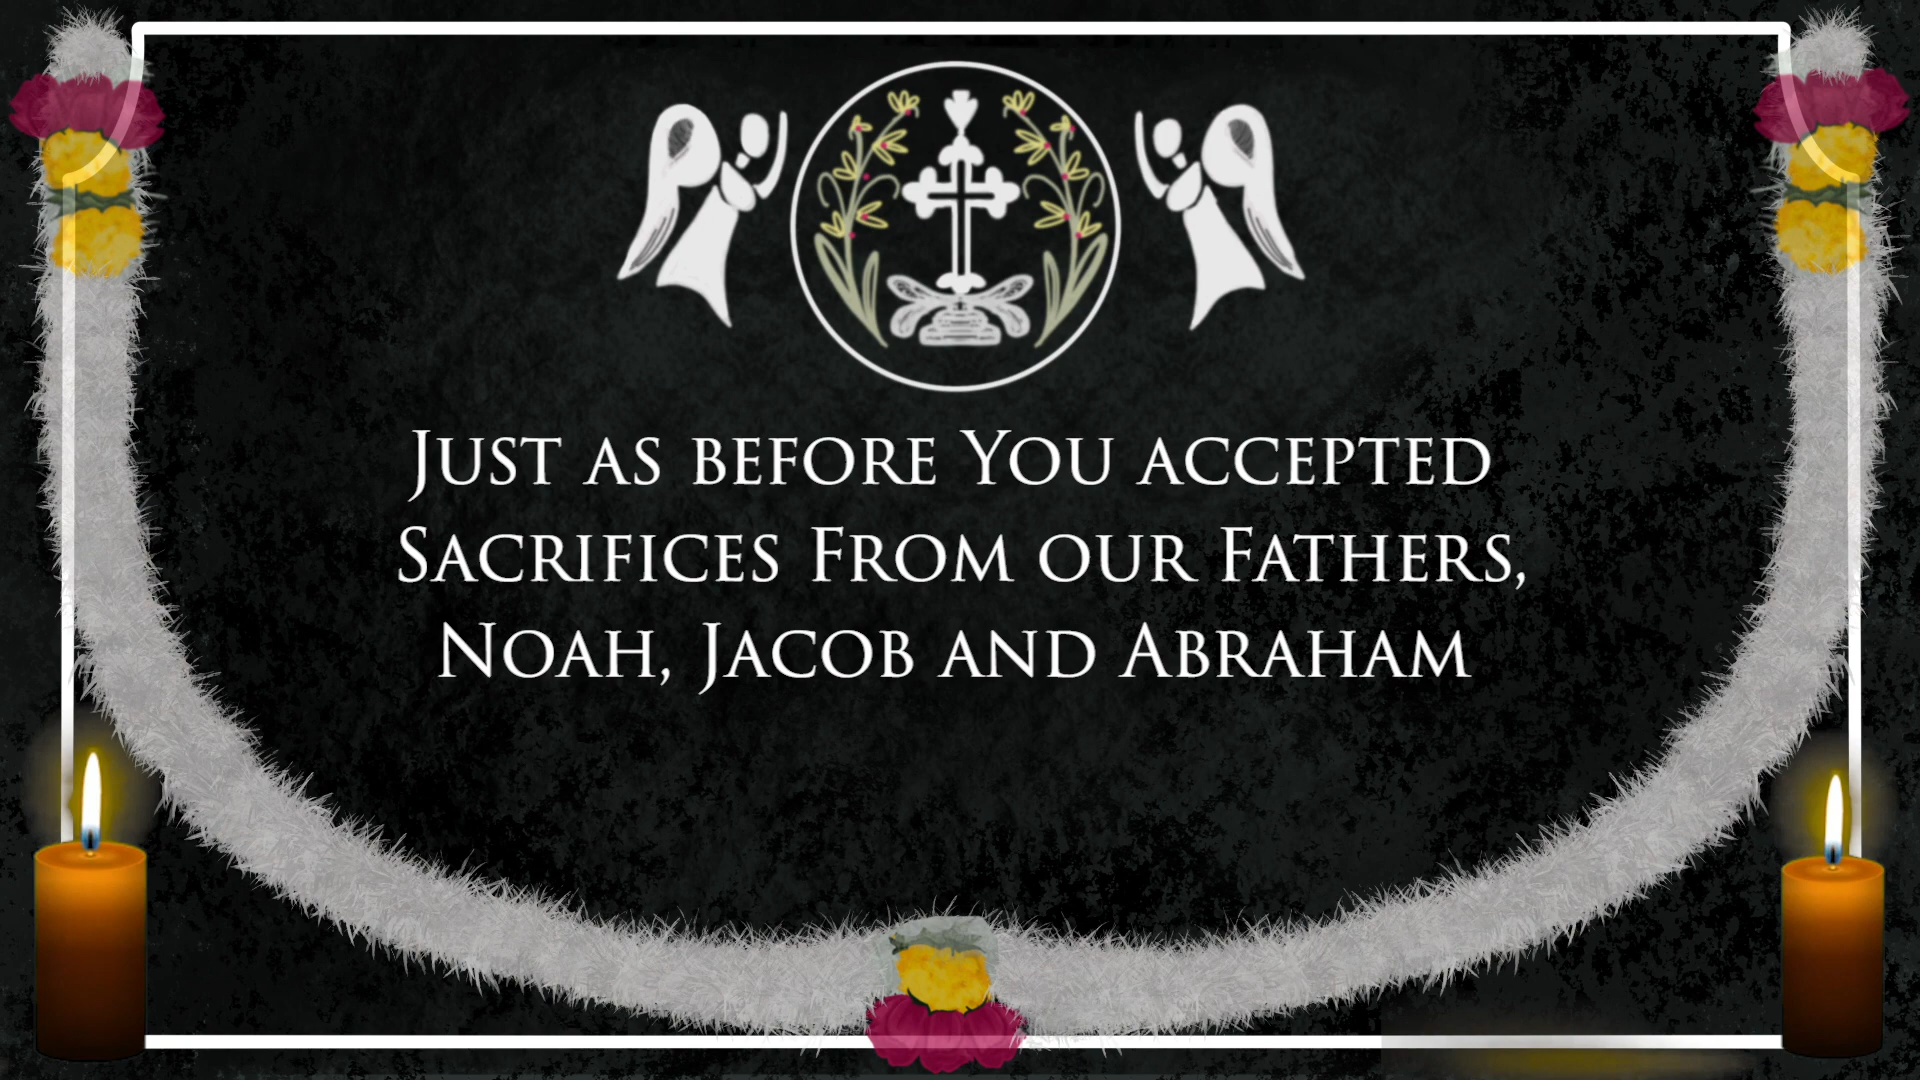 Just as before You accepted
Sacrifices From our Fathers,
Noah, Jacob and Abraham